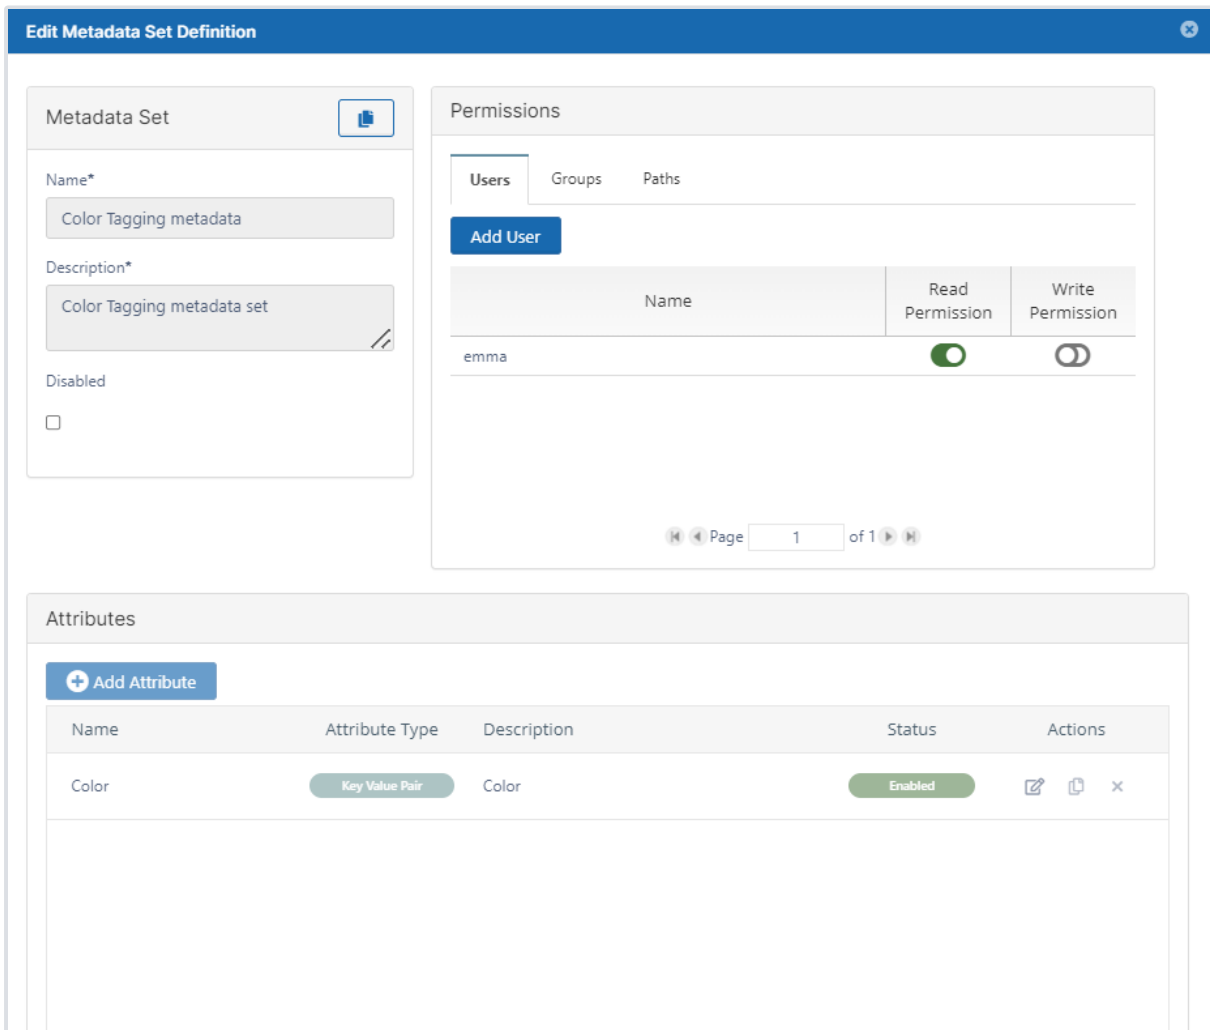 Edit Metadata Set Definition
Metadata Set
Name*
Color Tagging metadata
Description*
Color Tagging metadata set
Disabled
Permissions
Users Groups Paths
Add User
Name Read Permission Write Permission
emma
Page 1 of 1
Attributes
Add Attribute
Name Attribute Type Description Status Actions
Color Key Value Pair Color Enabled